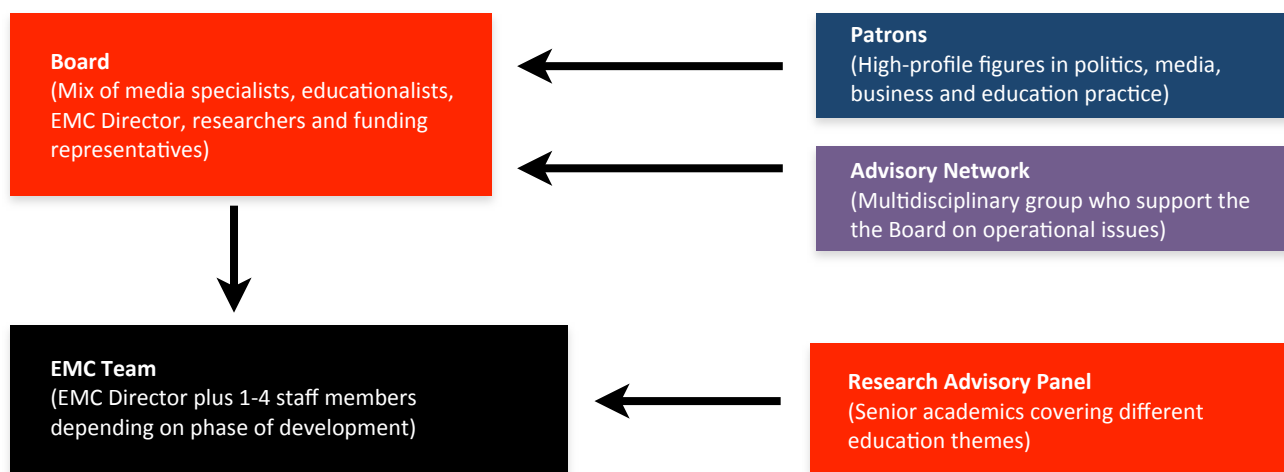 Board
(Mix of media specialists, educationalists,
EMC Director, researchers and funding
representatives)
Patrons
(High-profile figures in politics, media,
business and education practice)
Advisory Network
(Multidisciplinary group who support the
the Board on operational issues)
EMC Team
(EMC Director plus 1-4 staff members
depending on phase of development)
Research Advisory Panel
(Senior academics covering different
education themes)